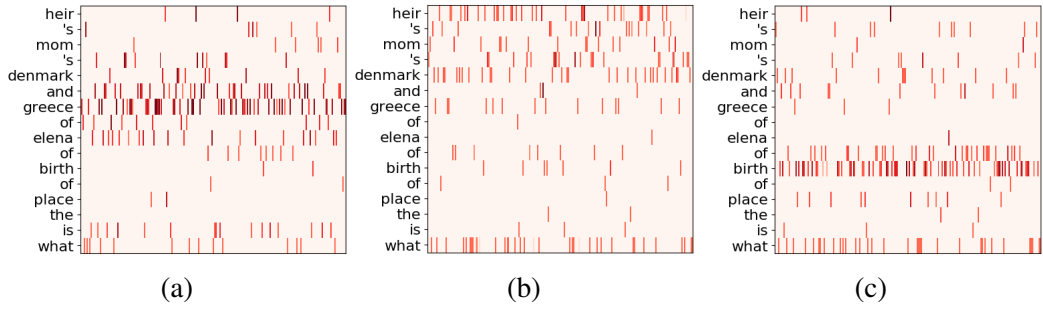 heir
's
mom
's
denmark
and
greece
of
elena
of
birth
of
place
the
is
what
(a)
heir
's
mom
's
denmark
and
greece
of
elena
of
birth
of
place
the
is
what
(b)
heir
's
mom
's
denmark
and
greece
of
elena
of
birth
of
place
the
is
what
(c)